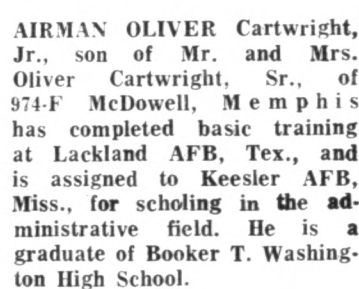 AIRMAN OLIVER Cartwright,
Jr., son of Mr. and Mrs.
Oliver Cartwright, Sr., of
974-F McDowell, Memphis
has completed basic training
at Lackland AFB, Tex., and
is assigned to Keesler AFB,
Miss., for scholing in the ad-
ministrative field. He is a
graduate of Booker T. Washing-
ton High School.